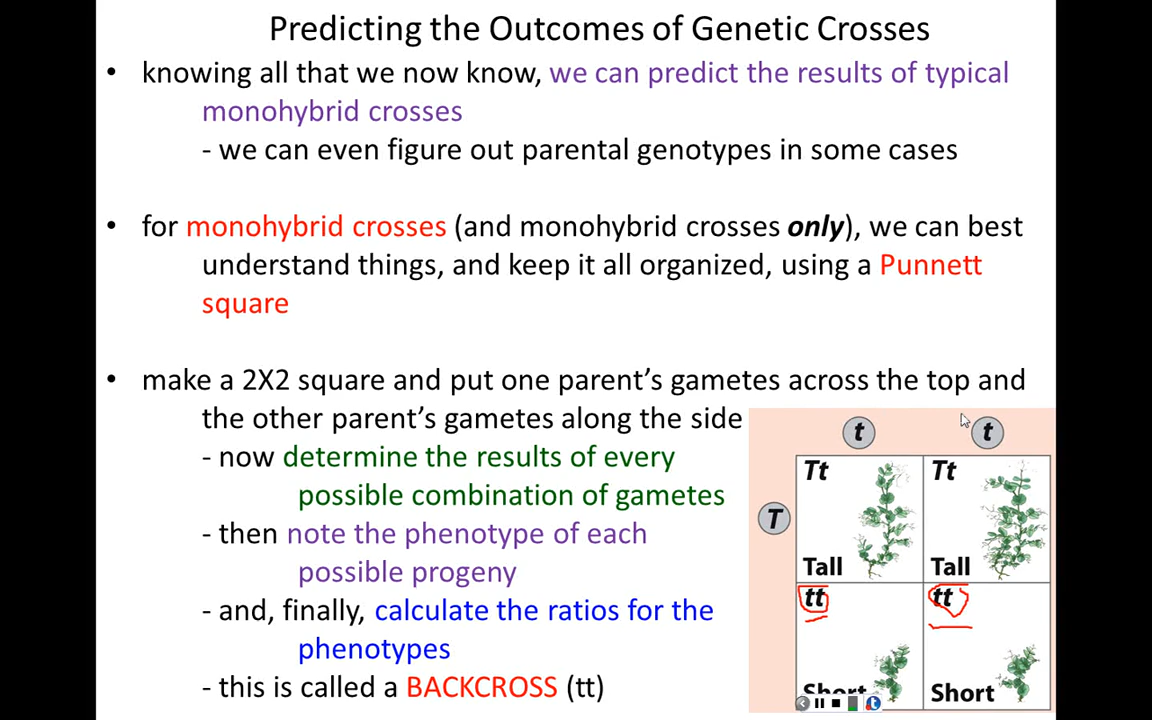 Predicting the Outcomes of Genetic Crosses
• knowing all that we now know, we can predict the results of typical
monohybrid crosses
- we can even figure out parental genotypes in some cases
• for monohybrid crosses (and monohybrid crosses only), we can best
understand things, and keep it all organized, using a Punnett
square
• make a 2X2 square and put one parent's gametes across the top and
the other parent's gametes along the side
- now determine the results of every
possible combination of gametes
- then note the phenotype of each
possible progeny
- and, finally, calculate the ratios for the
phenotypes
- this is called a BACKCROSS (tt)
t t
Tt Tt
T
Tall Tall
tt tt
Short Short